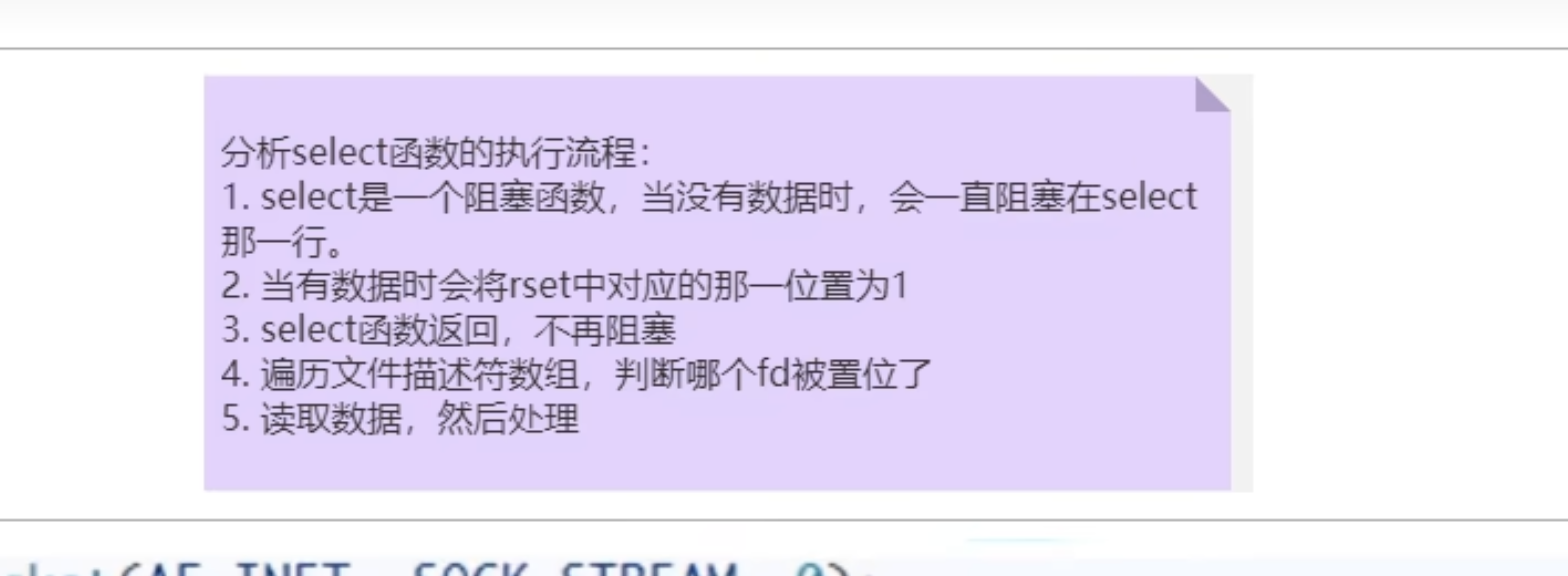 分析select函数的执行流程：
1. select是一个阻塞函数，当没有数据时，会一直阻塞在select
那一行。
2. 当有数据时会将rset中对应的那一位置为1
3. select函数返回，不再阻塞
4. 遍历文件描述符数组，判断哪个fd被置位了
5. 读取数据，然后处理
(AF_INET, SOCK_STREAM, 0);